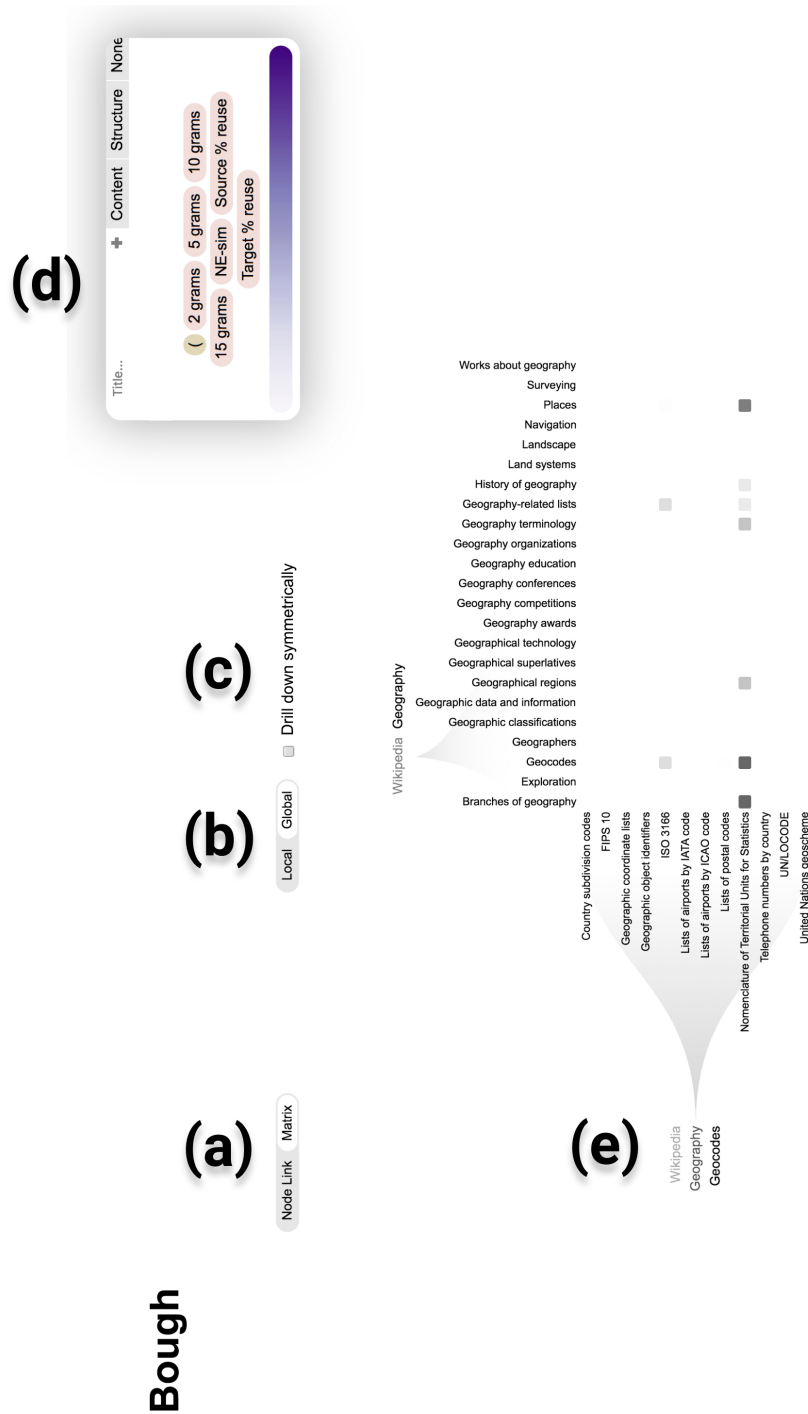 Bough
(a)
Node Link Matrix
(b)
Local Global
(c)
Drill down symmetrically
(d)
Title... + Content Structure None
( 2 grams 5 grams 10 grams
15 grams NE-sim Source % reuse
Target % reuse
Wikipedia Geography
Works about geography
Surveying
Places
Navigation
Landscape
Land systems
History of geography
Geography-related lists
Geography terminology
Geography organizations
Geography education
Geography conferences
Geography competitions
Geography awards
Geographical technology
Geographical superlatives
Geographical regions
Geographic data and information
Geographic classifications
Geographers
Geocodes
Exploration
Branches of geography
(e)
Wikipedia
Geography
Geocodes
Country subdivision codes
FIPS 10
Geographic coordinate lists
Geographic object identifiers
ISO 3166
Lists of airports by IATA code
Lists of airports by ICAO code
Lists of postal codes
Nomenclature of Territorial Units for Statistics
Telephone numbers by country
UN/LOCODE
United Nations geoscheme